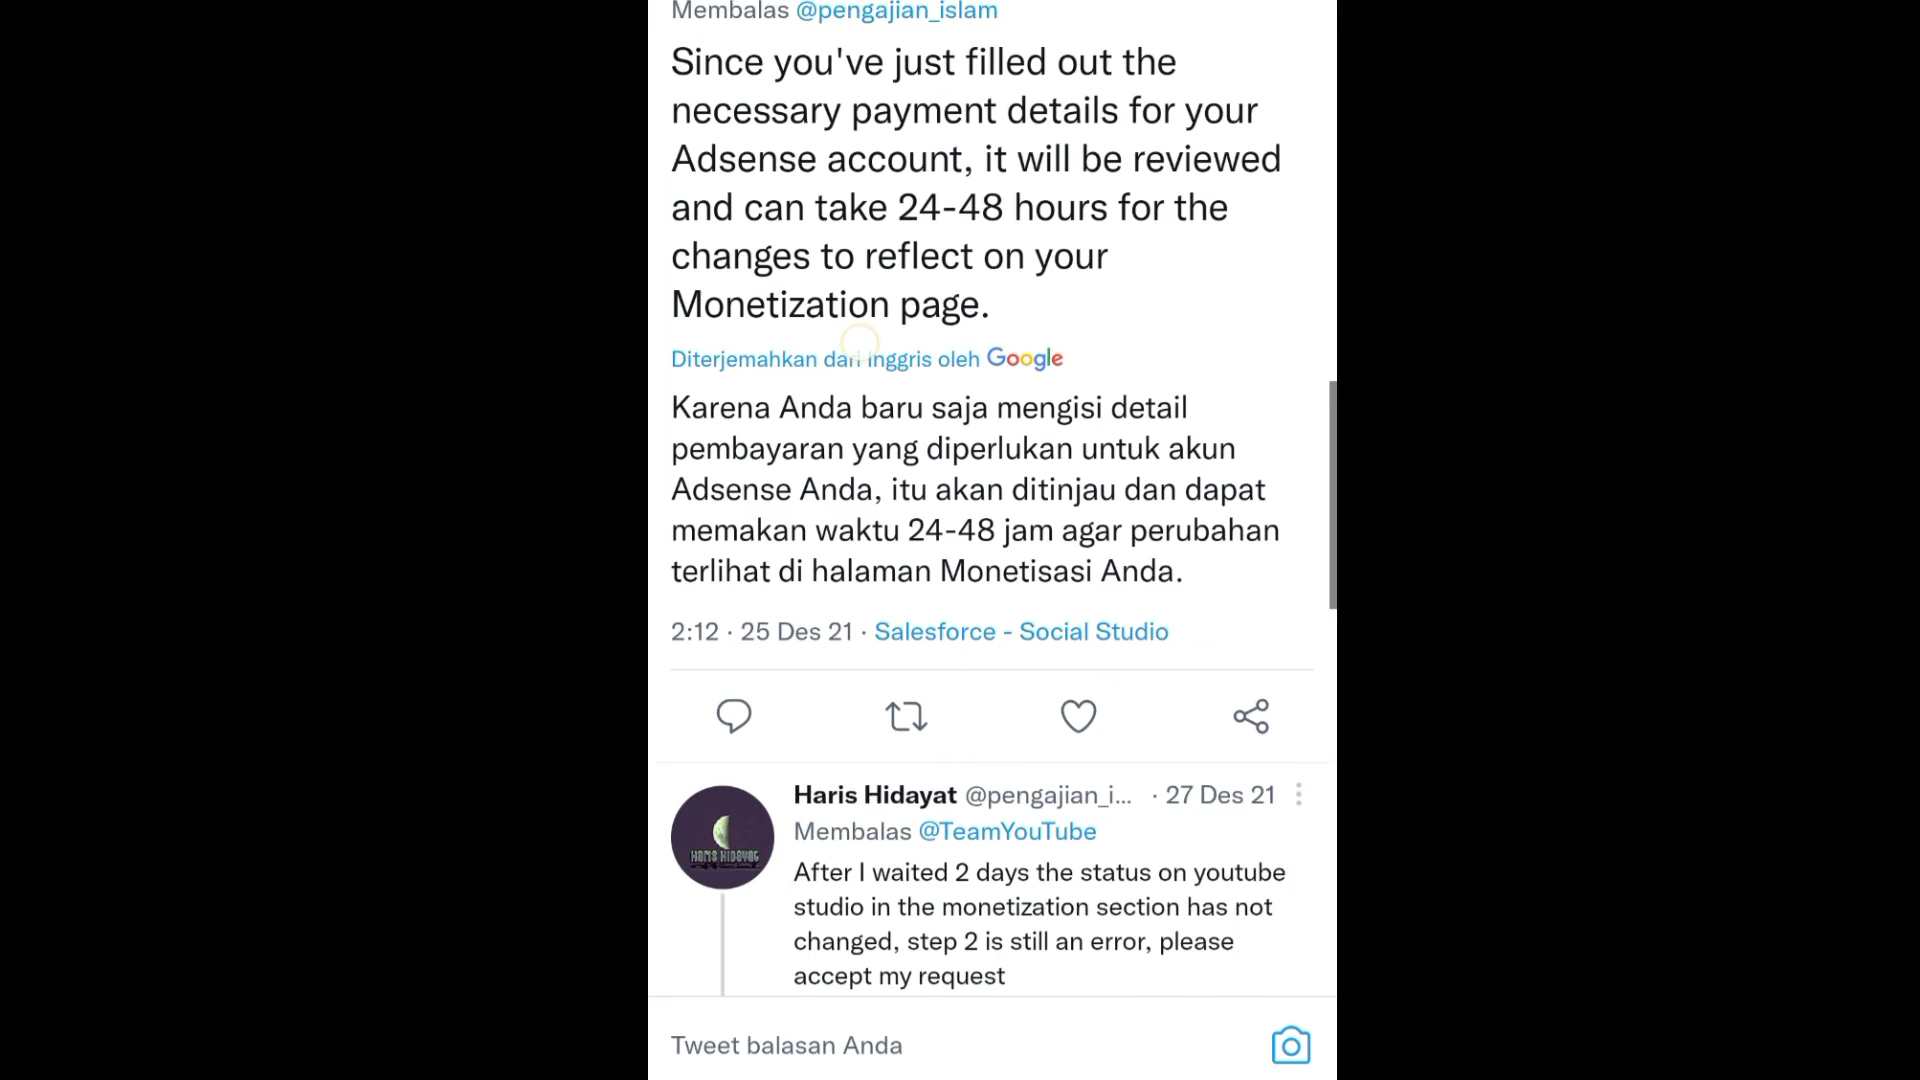 Membalas @pengajian_islam
Since you've just filled out the
necessary payment details for your
Adsense account, it will be reviewed
and can take 24-48 hours for the
changes to reflect on your
Monetization page.
Diterjemahkan dari Inggris oleh Google
Karena Anda baru saja mengisi detail
pembayaran yang diperlukan untuk akun
Adsense Anda, itu akan ditinjau dan dapat
memakan waktu 24-48 jam agar perubahan
terlihat di halaman Monetisasi Anda.
2:12 · 25 Des 21 · Salesforce - Social Studio
Haris Hidayat @pengajian_i... · 27 Des 21
Membalas @TeamYouTube
HARIS HIDAYAT
After I waited 2 days the status on youtube
studio in the monetization section has not
changed, step 2 is still an error, please
accept my request
Tweet balasan Anda